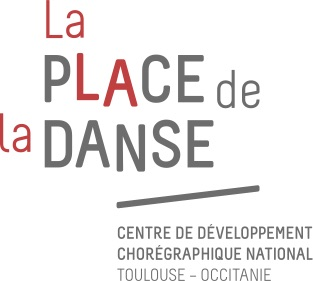 La
PLACE de
la DANSE
CENTRE DE DÉVELOPPEMENT
CHORÉGRAPHIQUE NATIONAL
TOULOUSE – OCCITANIE